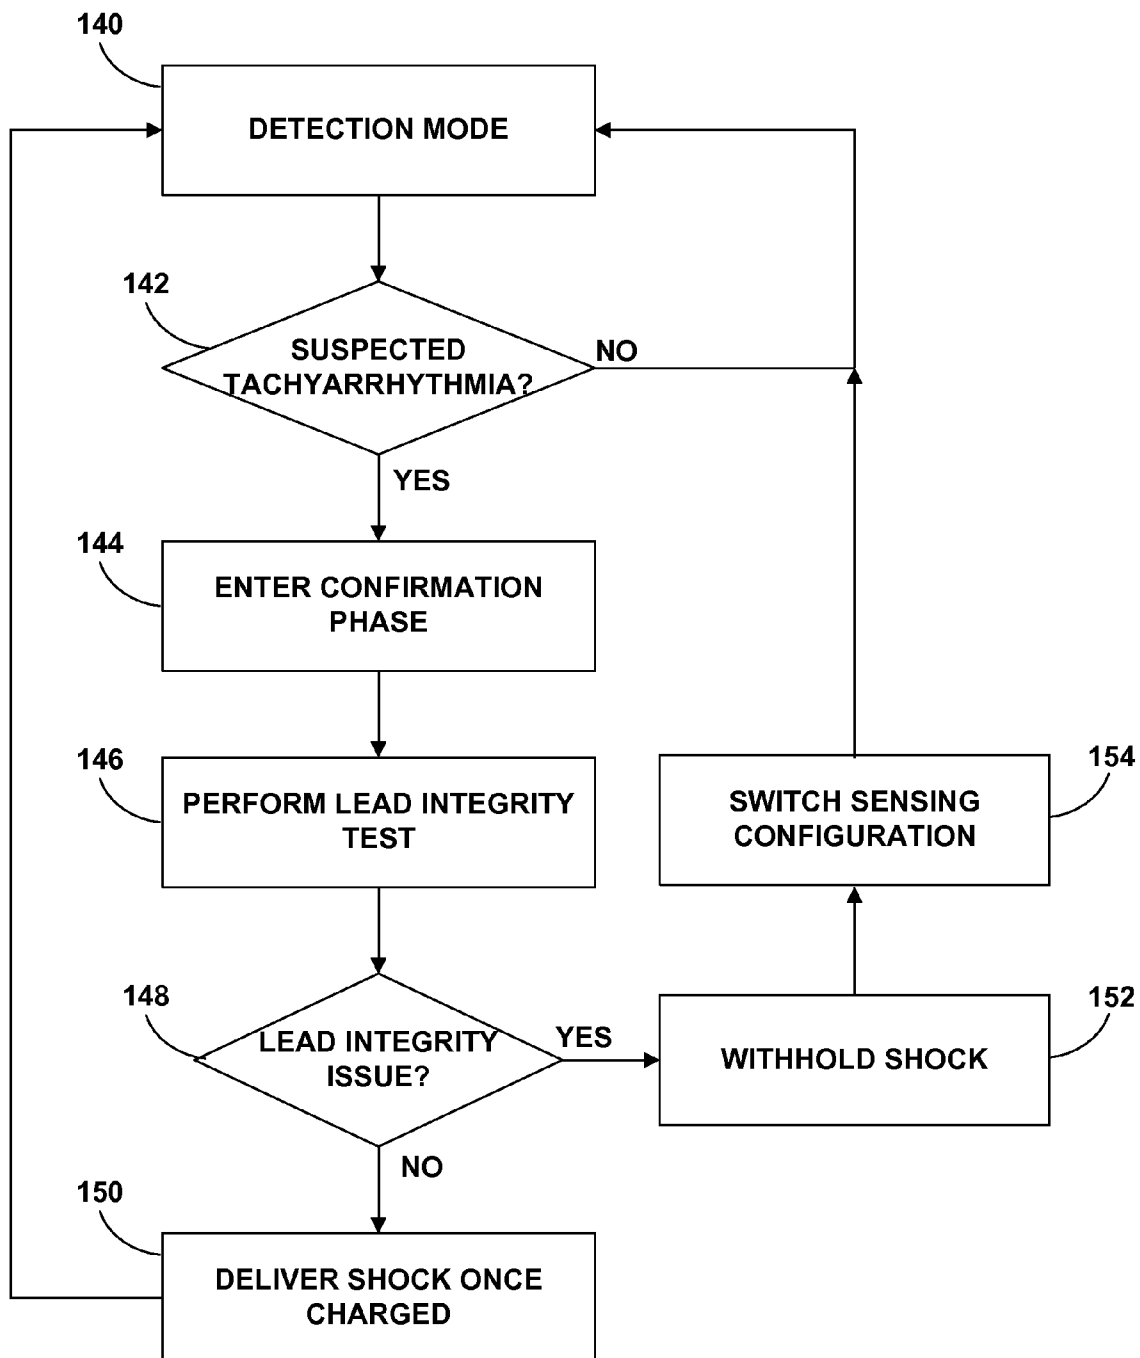 140
DETECTION MODE
142
SUSPECTED
TACHYARRHYTHMIA?
NO
YES
144
ENTER CONFIRMATION
PHASE
146
PERFORM LEAD INTEGRITY
TEST
154
SWITCH SENSING
CONFIGURATION
148
LEAD INTEGRITY
ISSUE?
YES
152
WITHHOLD SHOCK
NO
150
DELIVER SHOCK ONCE
CHARGED